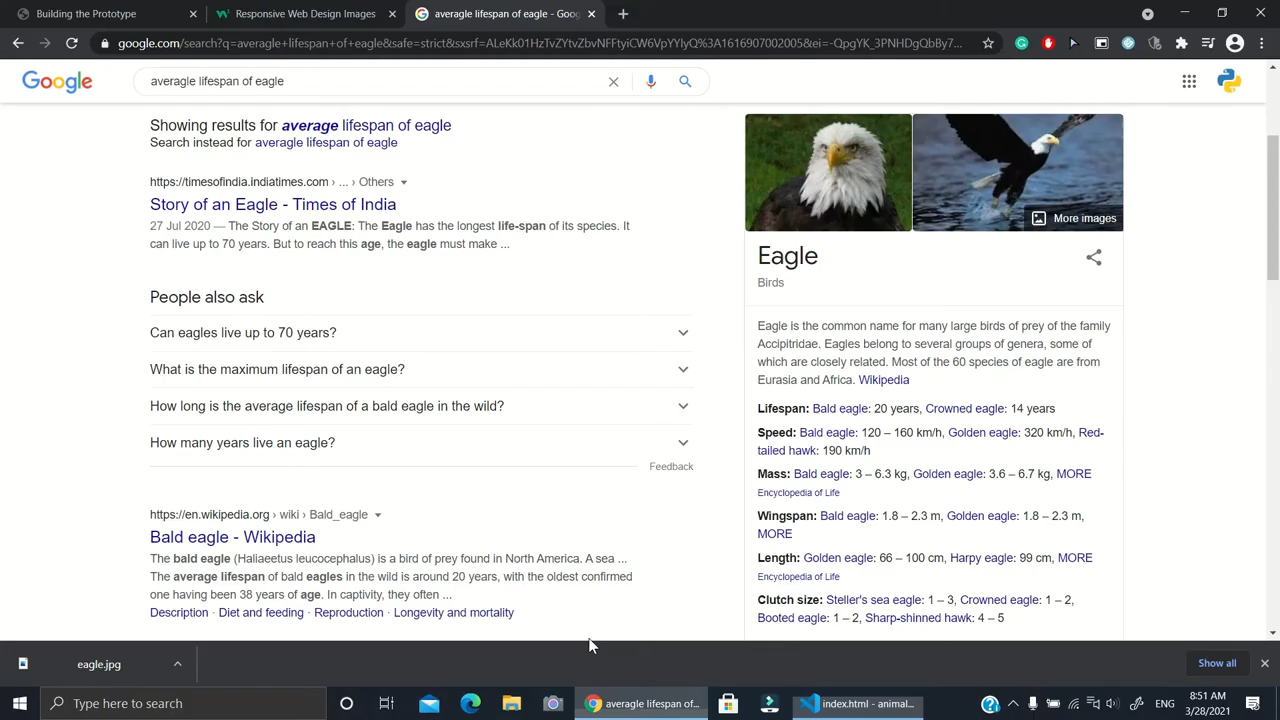 Building the Prototype
Responsive Web Design Images
averagle lifespan of eagle - Goog
google.com/search?q=averagle+lifespan+of+eagle&safe=strict&sxsrf=ALeKk01HzTvZYtvZbvNFFtyiCW6VpYYlyQ%3A1616907002005&ei=-QpgYK_3PNHDgQbBy7...
Google
averagle lifespan of eagle
Showing results for average lifespan of eagle
Search instead for averagle lifespan of eagle
https://timesofindia.indiatimes.com › ... › Others
Story of an Eagle - Times of India
27 Jul 2020 — The Story of an EAGLE: The Eagle has the longest life-span of its species. It
can live up to 70 years. But to reach this age, the eagle must make ...
People also ask
Can eagles live up to 70 years?
What is the maximum lifespan of an eagle?
How long is the average lifespan of a bald eagle in the wild?
How many years live an eagle?
Feedback
https://en.wikipedia.org › wiki › Bald_eagle
Bald eagle - Wikipedia
The bald eagle (Haliaeetus leucocephalus) is a bird of prey found in North America. A sea ...
The average lifespan of bald eagles in the wild is around 20 years, with the oldest confirmed
one having been 38 years of age. In captivity, they often ...
Description · Diet and feeding · Reproduction · Longevity and mortality
More images
Eagle
Birds
Eagle is the common name for many large birds of prey of the family
Accipitridae. Eagles belong to several groups of genera, some of
which are closely related. Most of the 60 species of eagle are from
Eurasia and Africa. Wikipedia
Lifespan: Bald eagle: 20 years, Crowned eagle: 14 years
Speed: Bald eagle: 120 – 160 km/h, Golden eagle: 320 km/h, Red-
tailed hawk: 190 km/h
Mass: Bald eagle: 3 – 6.3 kg, Golden eagle: 3.6 – 6.7 kg, MORE
Encyclopedia of Life
Wingspan: Bald eagle: 1.8 – 2.3 m, Golden eagle: 1.8 – 2.3 m,
MORE
Length: Golden eagle: 66 – 100 cm, Harpy eagle: 99 cm, MORE
Encyclopedia of Life
Clutch size: Steller's sea eagle: 1 – 3, Crowned eagle: 1 – 2,
Booted eagle: 1 – 2, Sharp-shinned hawk: 4 – 5
eagle.jpg
Show all
Type here to search
averagle lifespan of...
index.html - animal...
ENG
8:51 AM
3/28/2021